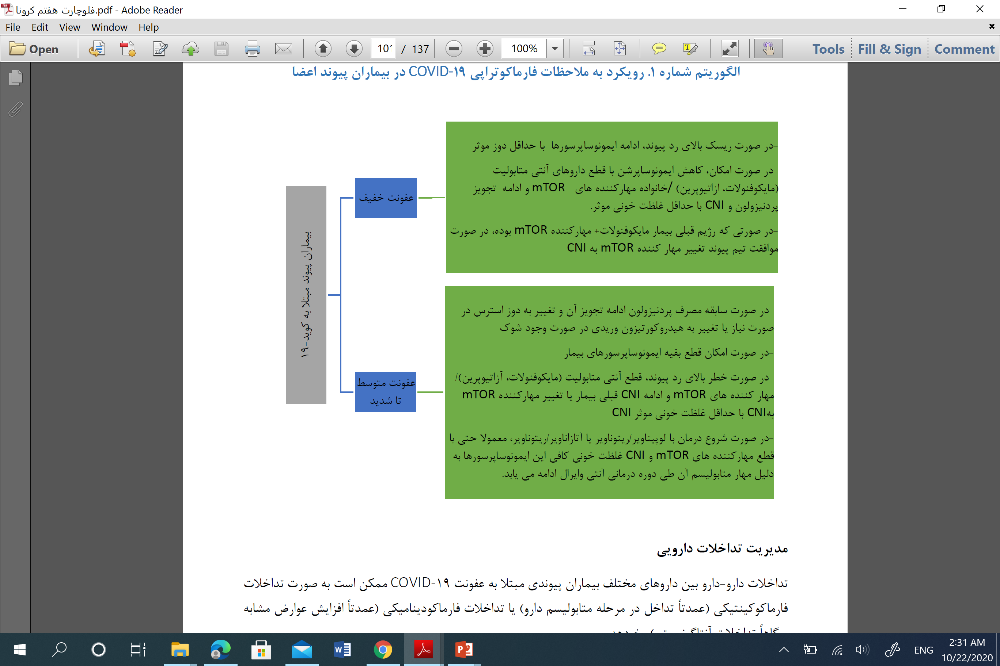 فلوچارت هفتم کرونا.pdf - Adobe Reader
File Edit View Window Help
Open / 137 100% Tools Fill & Sign Comment
الگوریتم شماره ۱. رویکرد به ملاحظات فارماکوتراپی COVID-۱۹ در بیماران پیوند اعضا
-در صورت ریسک بالای رد پیوند، ادامه ایمونوساپرسورها با حداقل دوز موثر
-در صورت امکان، کاهش ایمونوساپرشن با قطع داروهای آنتی متابولیت
(مایکوفنولات، ازاتیوپرین) /خانواده مهارکننده های mTOR و ادامه تجویز
پردنیزولون و CNI با حداقل غلظت خونی موثر.
-در صورتی که رژیم قبلی بیمار مایکوفنولات+ مهارکننده mTOR بوده، در صورت
موافقت تیم پیوند تغییر مهار کننده mTOR به CNI
عفونت خفیف
بیماران پیوند مبتلا به کوید-۱۹
-در صورت سابقه مصرف پردنیزولون ادامه تجویز آن و تغییر به دوز استرس در
صورت نیاز یا تغییر به هیدروکورتیزون وریدی در صورت وجود شوک
-در صورت امکان قطع بقیه ایمونوساپرسورهای بیمار
-در صورت خطر بالای رد پیوند، قطع آنتی متابولیت (مایکوفنولات، آزاتیوپرین)/
مهار کننده های mTOR و ادامه CNI قبلی بیمار یا تغییر مهارکننده mTOR
به CNI با حداقل غلظت خونی موثر CNI
-در صورت شروع درمان با لوپیناویر/ریتوناویر یا آتازاناویر/ریتوناویر، معمولا حتی با
قطع مهارکننده های mTOR و CNI غلظت خونی کافی این ایمونوساپرسورها به
دلیل مهار متابولیسم آن طی دوره درمانی آنتی وایرال ادامه می یابد.
عفونت متوسط
تا شدید
مدیریت تداخلات دارویی
تداخلات دارو-دارو بین داروهای مختلف بیماران پیوندی مبتلا به عفونت COVID-۱۹ ممکن است به صورت تداخلات
فارماکوکینتیکی (عمدتاً تداخل در مرحله متابولیسم دارو) یا تداخلات فارماکودینامیکی (عمدتاً افزایش عوارض مشابه
ENG
2:31 AM
10/22/2020